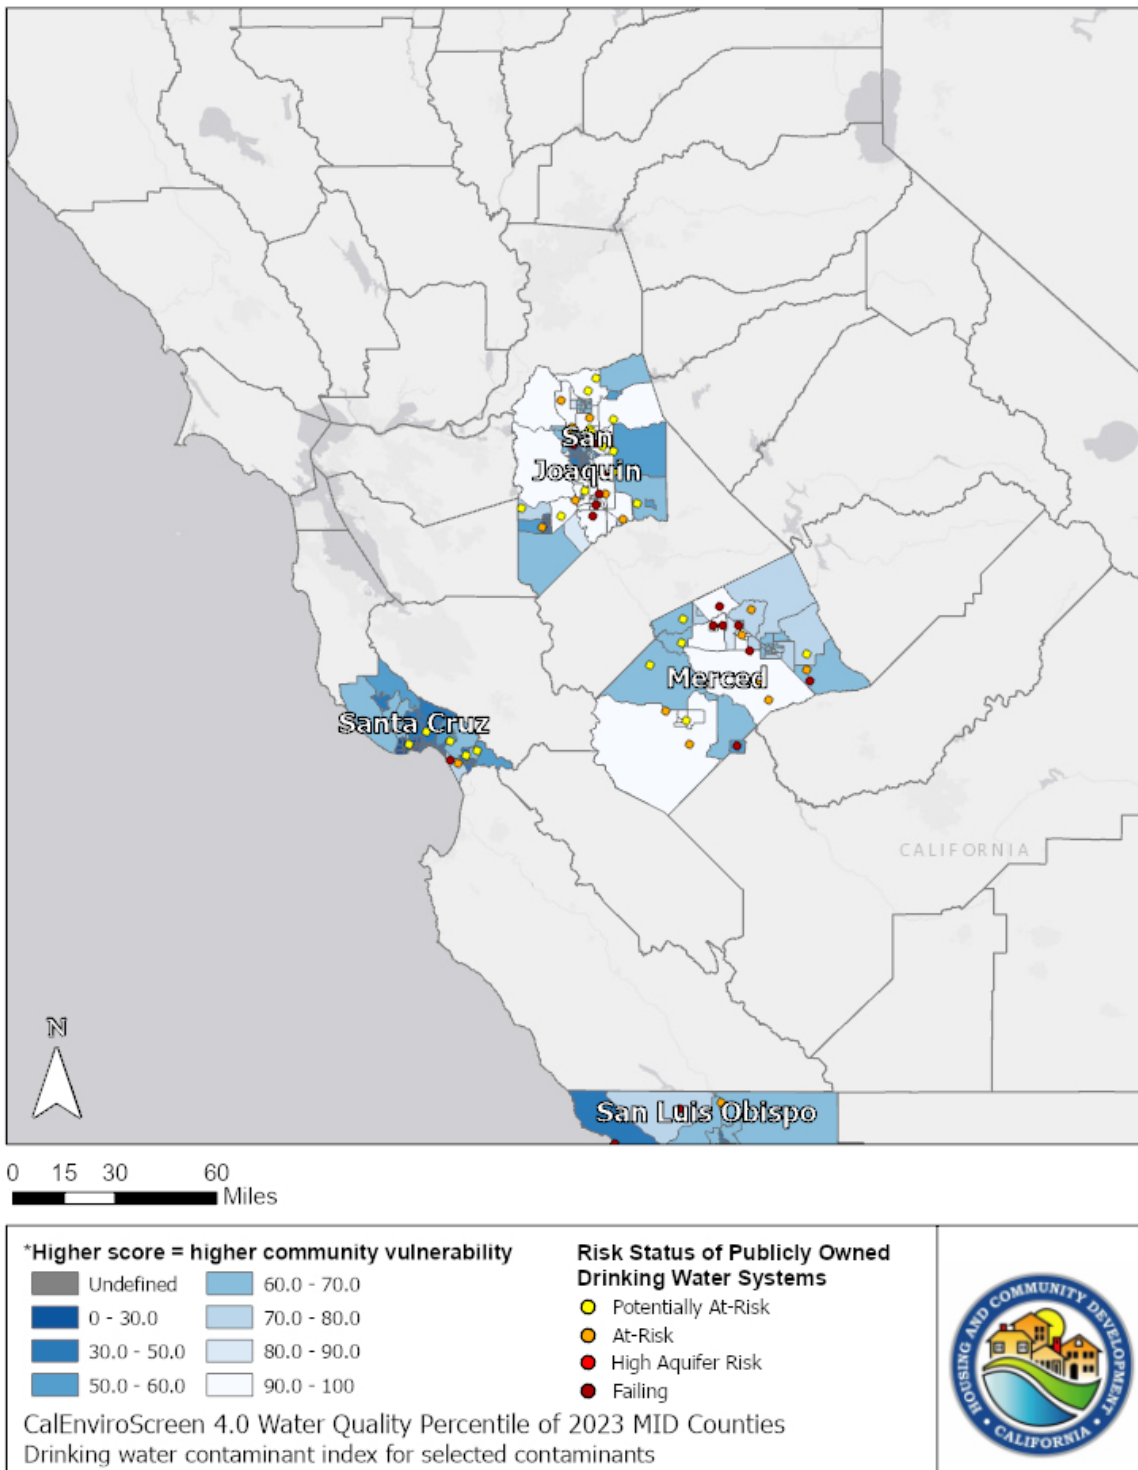 San
Joaquin
Merced
Santa Cruz
CALIFORNIA
N
San Luis Obispo
0 15 30 60
Miles
*Higher score = higher community vulnerability
Undefined
0 - 30.0
30.0 - 50.0
50.0 - 60.0
60.0 - 70.0
70.0 - 80.0
80.0 - 90.0
90.0 - 100
Risk Status of Publicly Owned
Drinking Water Systems
Potentially At-Risk
At-Risk
High Aquifer Risk
Failing
CalEnviroScreen 4.0 Water Quality Percentile of 2023 MID Counties
Drinking water contaminant index for selected contaminants
HOUSING AND COMMUNITY DEVELOPMENT
• CALIFORNIA •